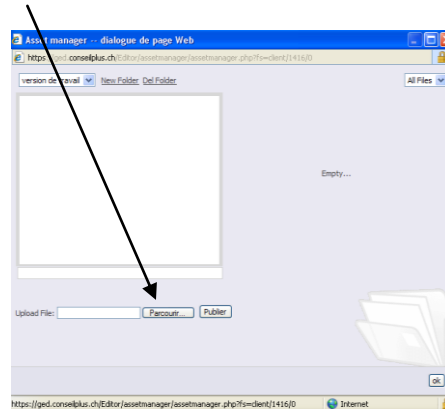 Asset manager -- dialogue de page Web
https://ged.conseilplus.ch/Editor/assetmanager/assetmanager.php?fs=client/1416/0
version de travail New Folder Del Folder All Files
Empty...
Upload File: Parcourir... Publier
ok
https://ged.conseilplus.ch/Editor/assetmanager/assetmanager.php?fs=client/1416/0 Internet